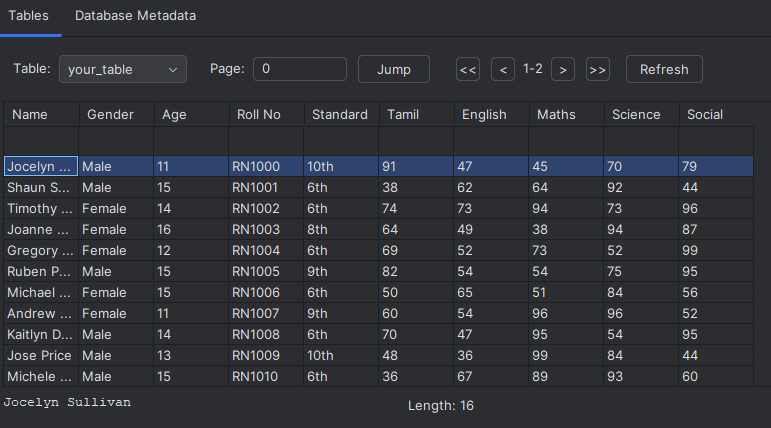 Tables Database Metadata
Table: your_table Page: 0 Jump << < 1-2 > >> Refresh
Name Gender Age Roll No Standard Tamil English Maths Science Social
Jocelyn ... Male 11 RN1000 10th 91 47 45 70 79
Shaun S... Male 15 RN1001 6th 38 62 64 92 44
Timothy ... Female 14 RN1002 6th 74 73 94 73 96
Joanne ... Female 16 RN1003 8th 64 49 38 94 87
Gregory ... Female 12 RN1004 6th 69 52 73 52 99
Ruben P... Male 15 RN1005 9th 82 54 54 75 95
Michael ... Female 15 RN1006 6th 50 65 51 84 56
Andrew ... Female 11 RN1007 9th 60 54 96 96 52
Kaitlyn D... Male 14 RN1008 6th 70 47 95 54 95
Jose Price Male 13 RN1009 10th 48 36 99 84 44
Michele ... Male 15 RN1010 6th 36 67 89 93 60
Jocelyn Sullivan Length: 16